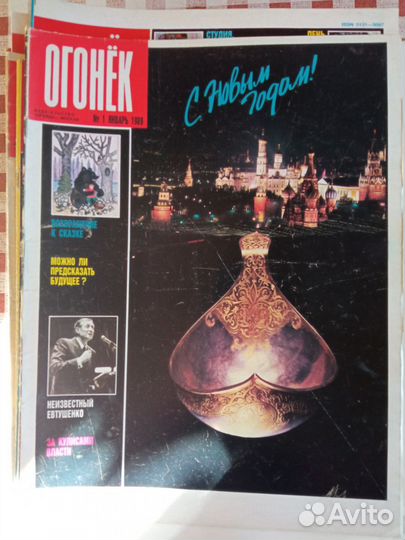 СТУДИЯ
ОГОНЁК
№ 1 ЯНВАРЬ 1989
С Новым
годом!
К СКАЗКЕ
МОЖНО ЛИ
ПРЕДСКАЗАТЬ
БУДУЩЕЕ ?
НЕИЗВЕСТНЫЙ
ЕВТУШЕНКО
ЗА КУЛИСАМИ
ВЛАСТИ
Avito